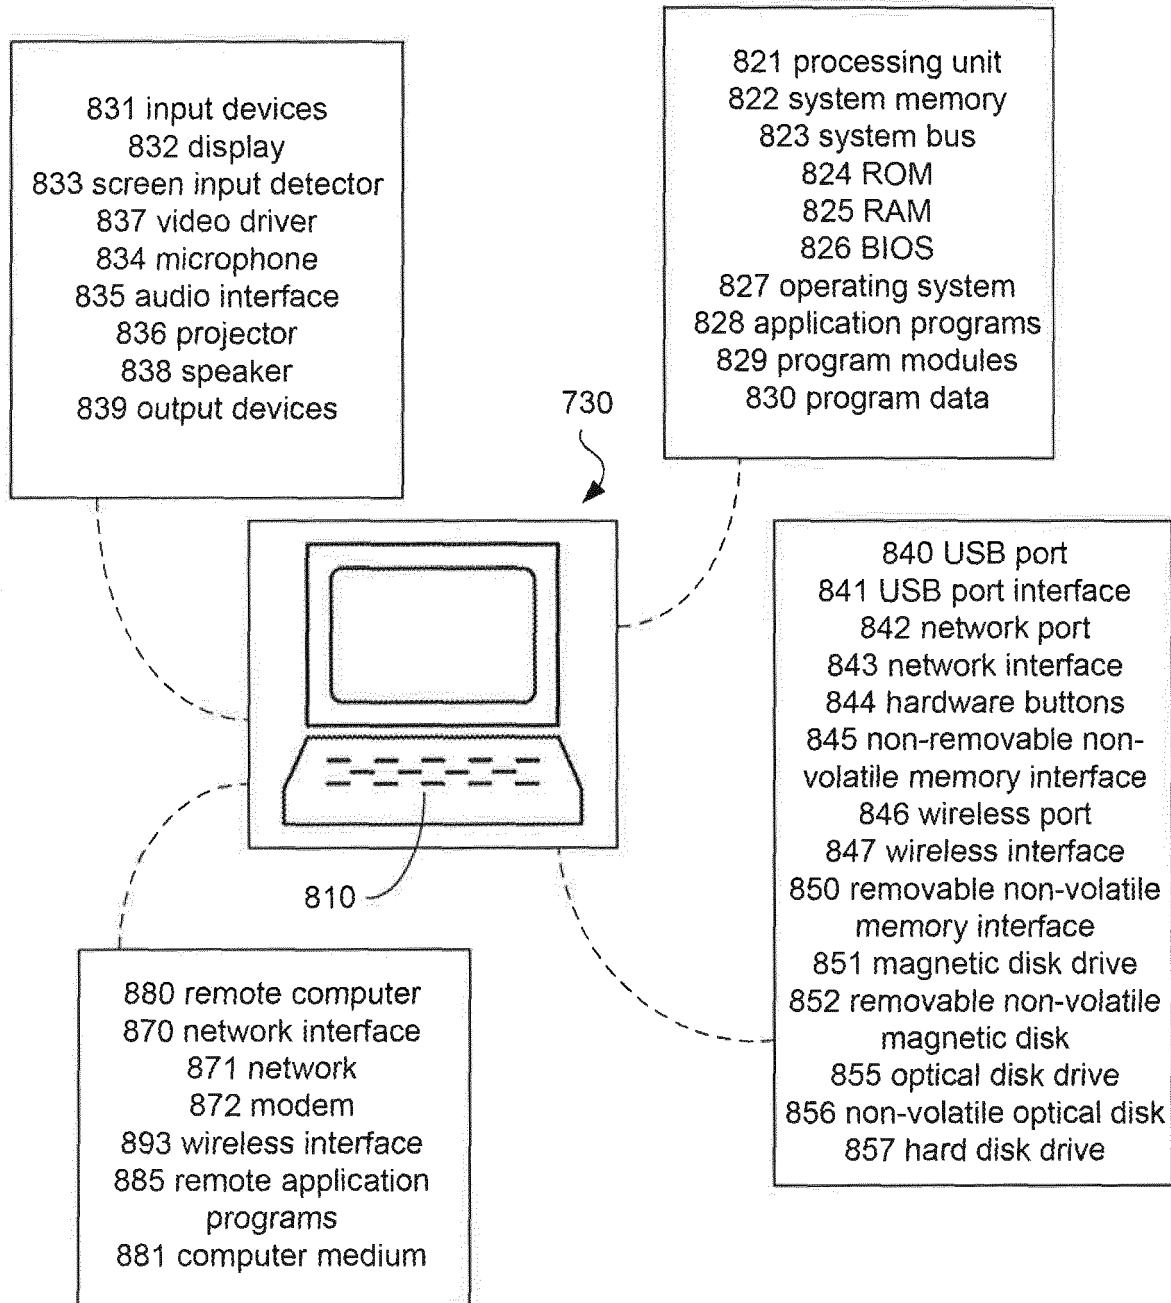 831 input devices
832 display
833 screen input detector
837 video driver
834 microphone
835 audio interface
836 projector
838 speaker
839 output devices
821 processing unit
822 system memory
823 system bus
824 ROM
825 RAM
826 BIOS
827 operating system
828 application programs
829 program modules
830 program data
730
840 USB port
841 USB port interface
842 network port
843 network interface
844 hardware buttons
845 non-removable non-
volatile memory interface
846 wireless port
847 wireless interface
850 removable non-volatile
memory interface
851 magnetic disk drive
852 removable non-volatile
magnetic disk
855 optical disk drive
856 non-volatile optical disk
857 hard disk drive
810
880 remote computer
870 network interface
871 network
872 modem
893 wireless interface
885 remote application
programs
881 computer medium